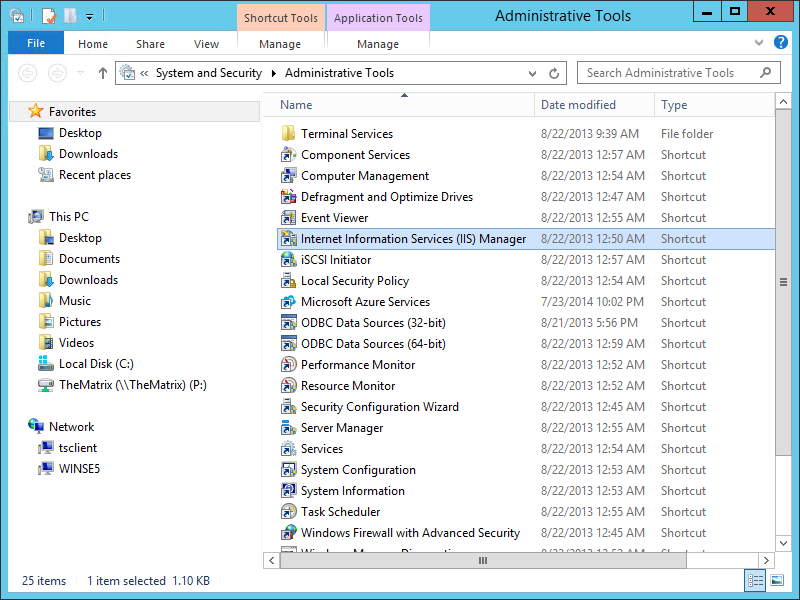 Shortcut Tools Application Tools Administrative Tools
File Home Share View Manage Manage
« System and Security Administrative Tools Search Administrative Tools
Favorites
Desktop
Downloads
Recent places
This PC
Desktop
Documents
Downloads
Music
Pictures
Videos
Local Disk (C:)
TheMatrix (\\TheMatrix) (P:)
Network
tsclient
WINSE5
Name Date modified Type
Terminal Services 8/22/2013 9:39 AM File folder
Component Services 8/22/2013 12:57 AM Shortcut
Computer Management 8/22/2013 12:54 AM Shortcut
Defragment and Optimize Drives 8/22/2013 12:47 AM Shortcut
Event Viewer 8/22/2013 12:55 AM Shortcut
Internet Information Services (IIS) Manager 8/22/2013 12:50 AM Shortcut
iSCSI Initiator 8/22/2013 12:57 AM Shortcut
Local Security Policy 8/22/2013 12:54 AM Shortcut
Microsoft Azure Services 7/23/2014 10:02 PM Shortcut
ODBC Data Sources (32-bit) 8/21/2013 5:56 PM Shortcut
ODBC Data Sources (64-bit) 8/22/2013 12:59 AM Shortcut
Performance Monitor 8/22/2013 12:52 AM Shortcut
Resource Monitor 8/22/2013 12:52 AM Shortcut
Security Configuration Wizard 8/22/2013 12:45 AM Shortcut
Server Manager 8/22/2013 12:55 AM Shortcut
Services 8/22/2013 12:54 AM Shortcut
System Configuration 8/22/2013 12:53 AM Shortcut
System Information 8/22/2013 12:53 AM Shortcut
Task Scheduler 8/22/2013 12:55 AM Shortcut
Windows Firewall with Advanced Security 8/22/2013 12:45 AM Shortcut
25 items 1 item selected 1.10 KB